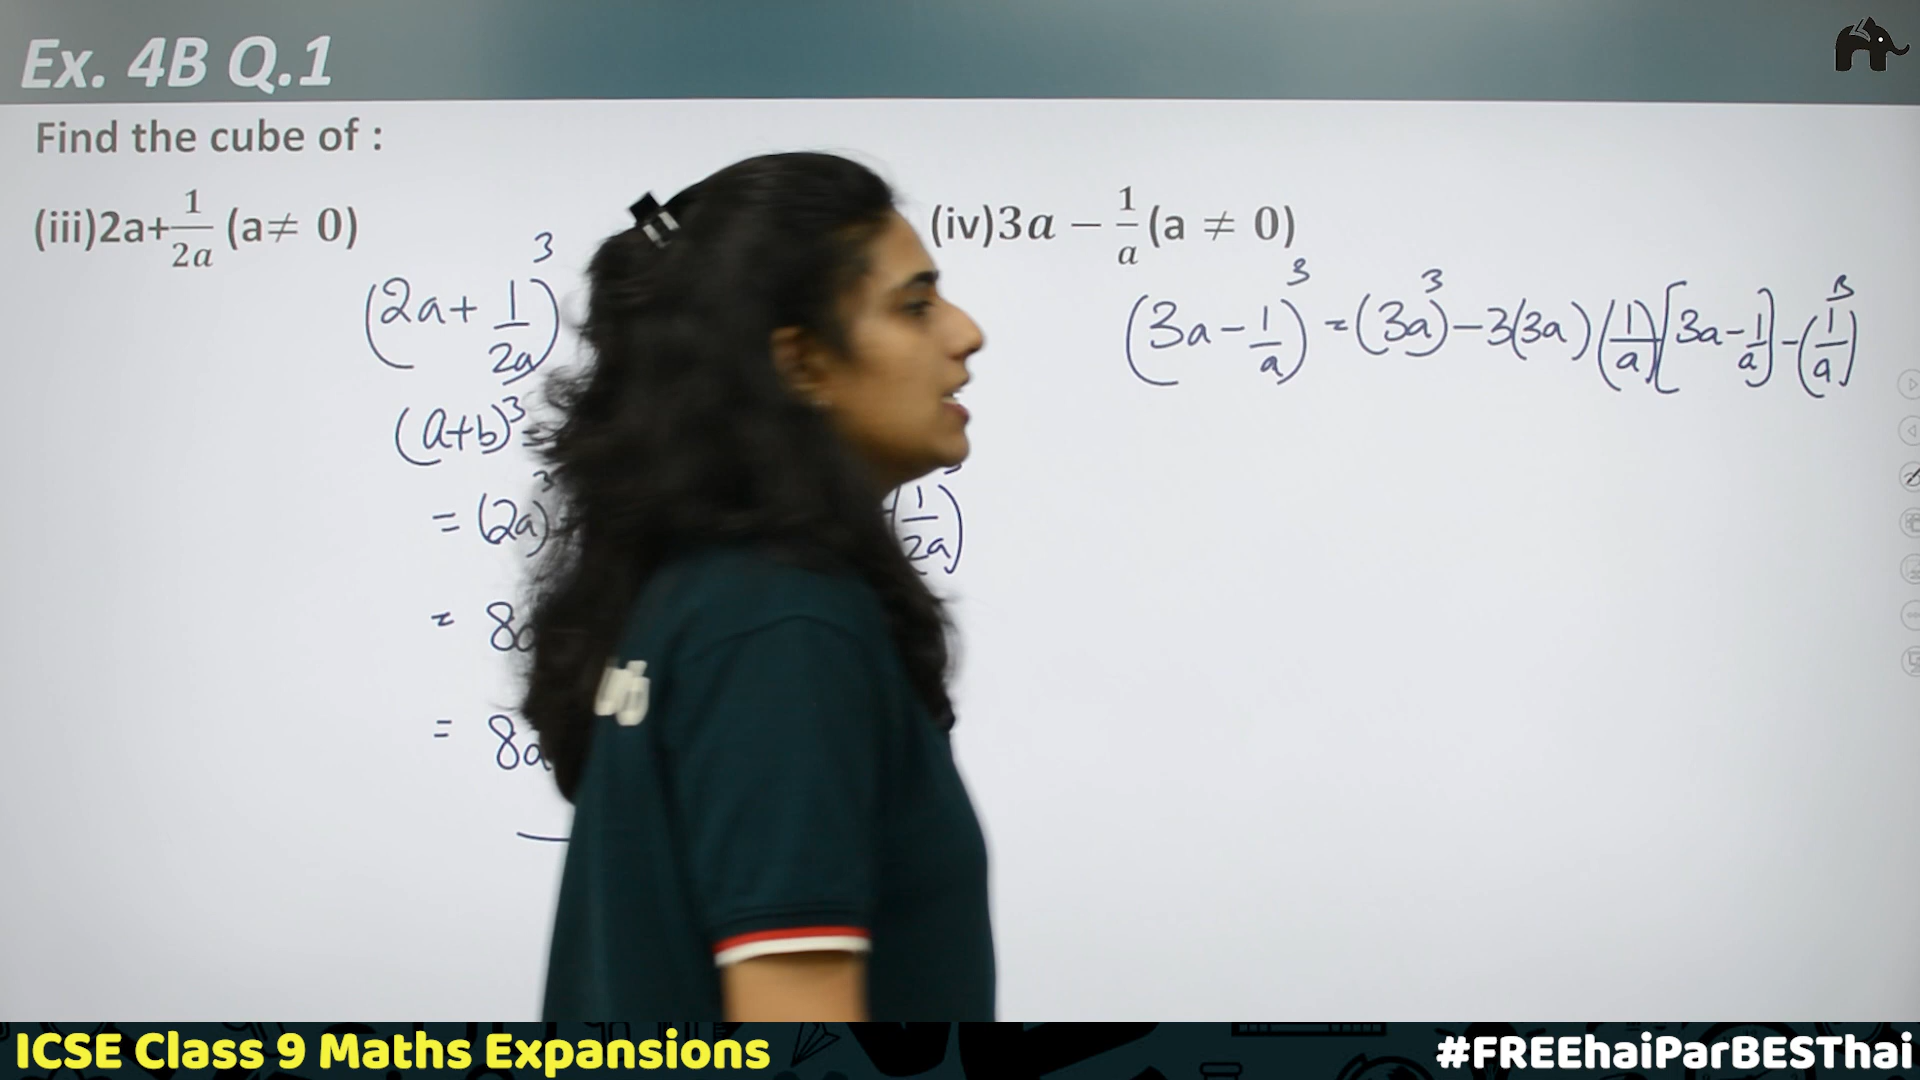 Ex. 4B Q.1
Find the cube of :
(iii)2a+1/2a (a≠ 0)
(2a+ 1/2a)³
(a+b)³=
= (2a)³
+(1/2a)³
= 8a
= 8a
(iv)3a − 1/a (a ≠ 0)
(3a − 1/a)³ = (3a)³ − 3(3a)(1/a)[3a − 1/a] − (1/a)³
ICSE Class 9 Maths Expansions
#FREEhaiParBESThai